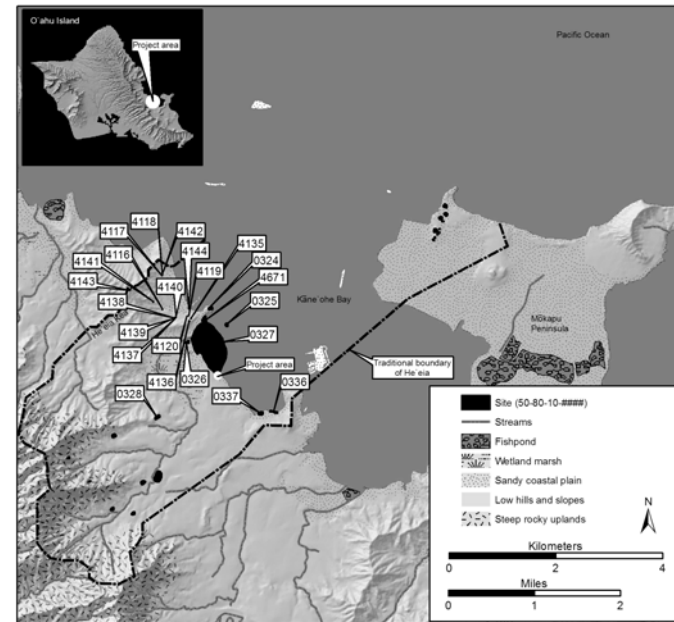 O`ahu Island
Project area
Pacific Ocean
4118
4117
4142
4116
4144
4135
4141
4119
0324
4143
4140
4671
4138
0325
Kāne`ohe Bay
4139
4120
0327
Mōkapu
Peninsula
4137
Project area
Traditional boundary
of He`eia
4136
0326
0328
0337
0336
Site (50-80-10-####)
Streams
Fishpond
Wetland marsh
Sandy coastal plain
Low hills and slopes
Steep rocky uplands
N
Kilometers
0
2
4
Miles
0
1
2